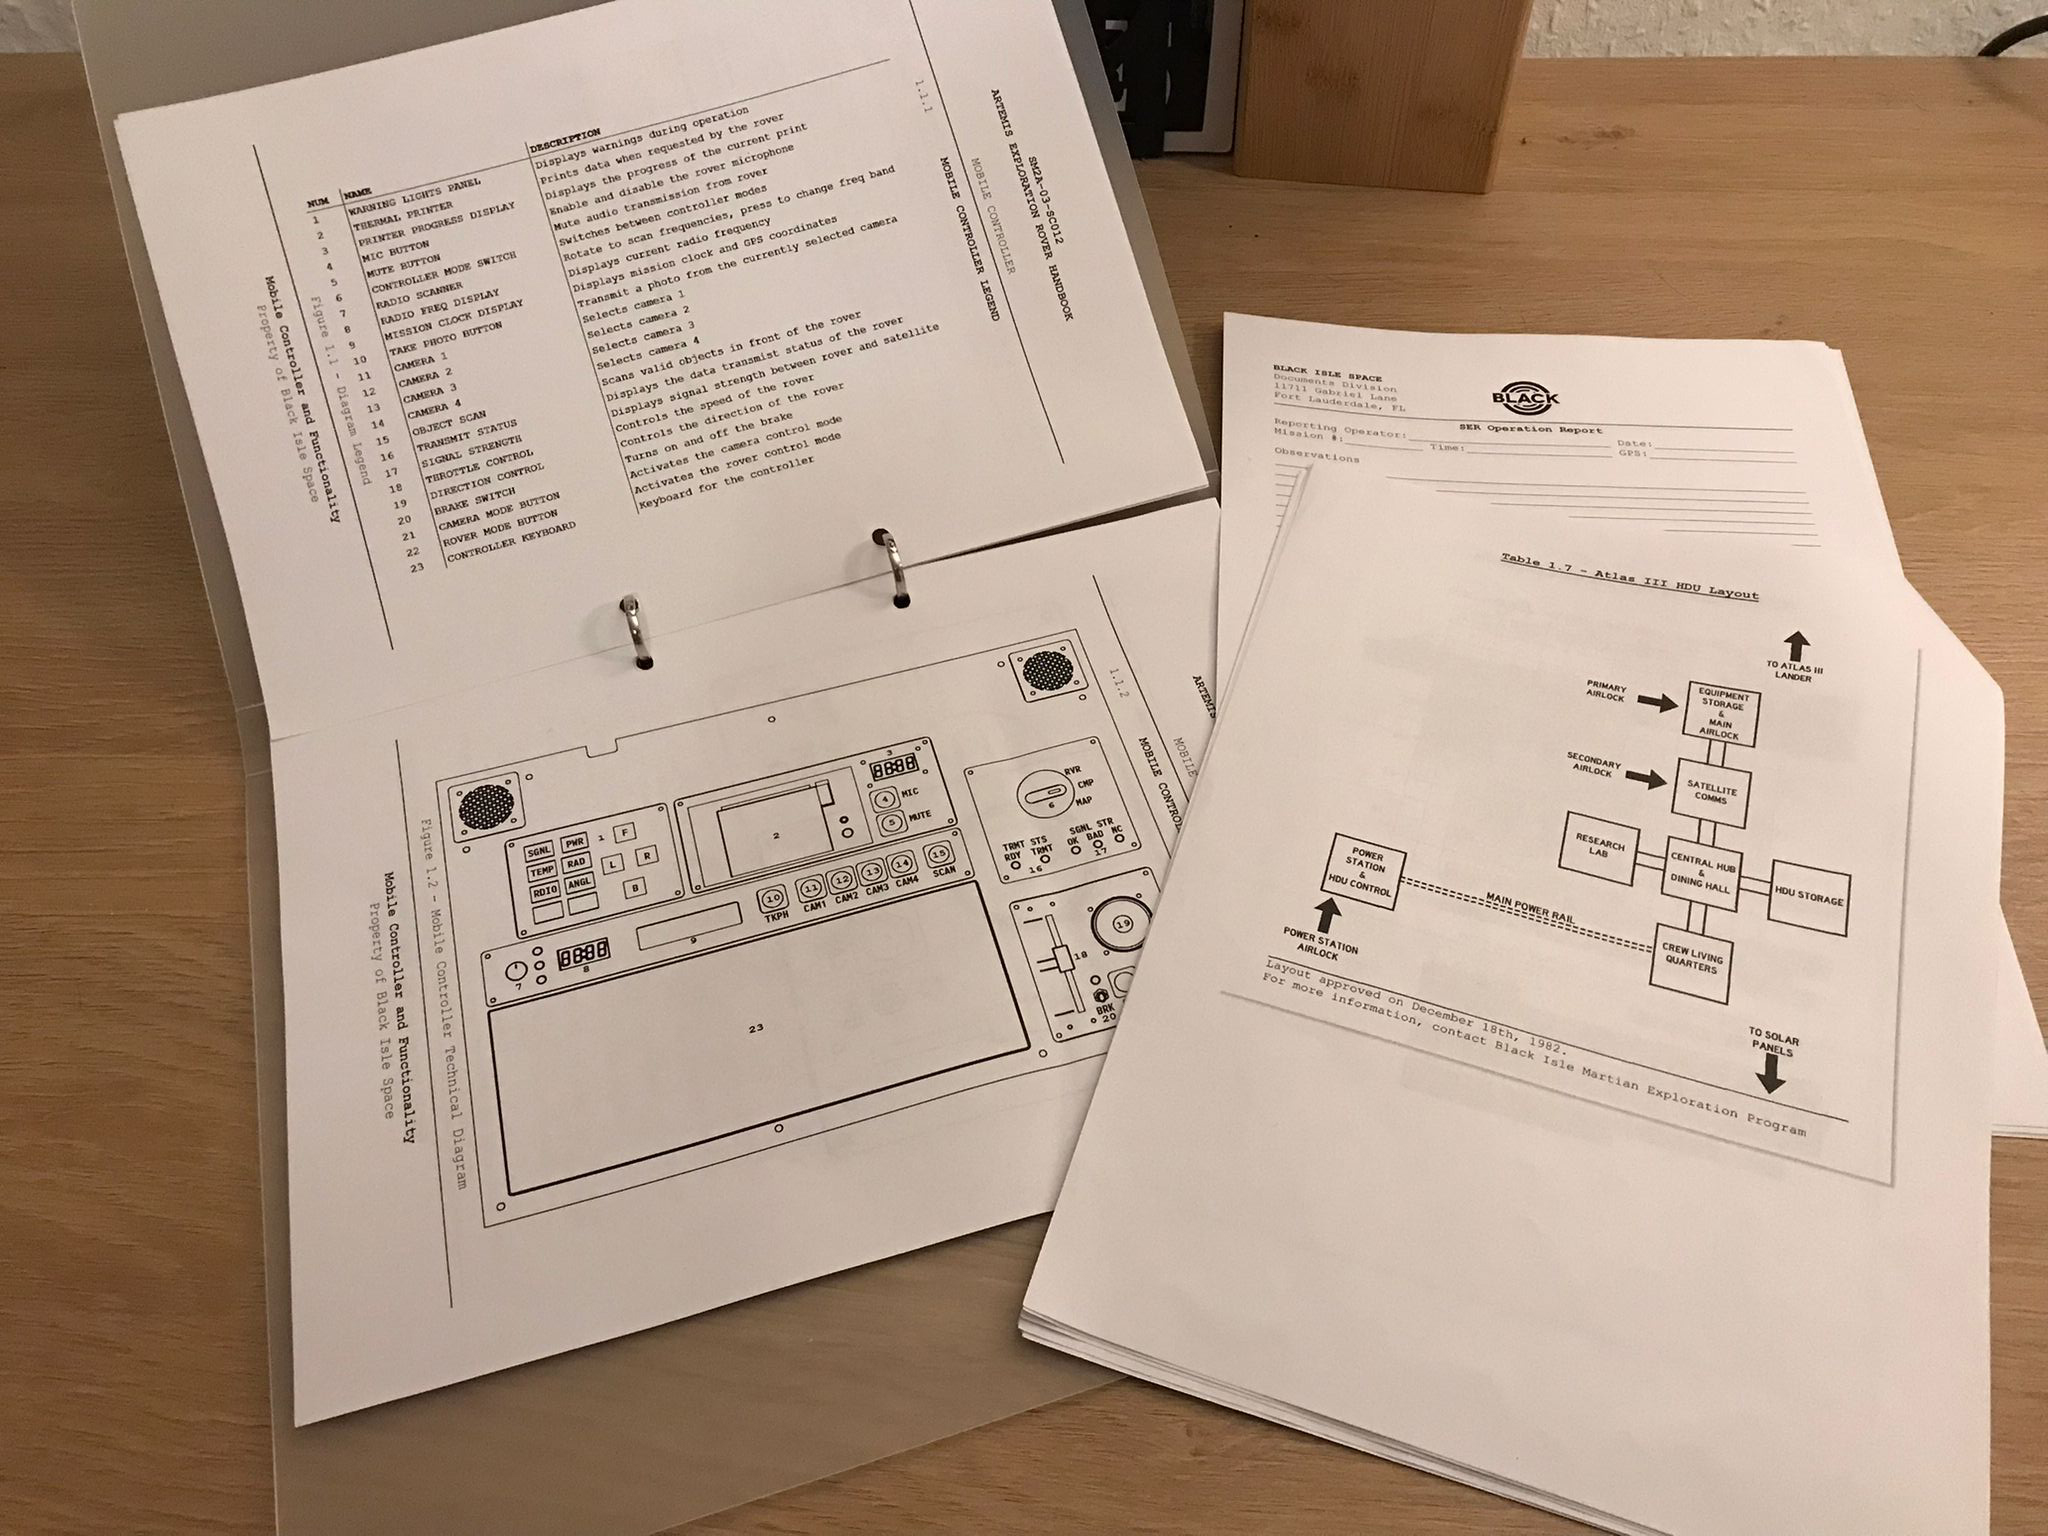 SM2A-03-SC012
ARTEMIS EXPLORATION ROVER HANDBOOK
MOBILE CONTROLLER
1.1.1 MOBILE CONTROLLER LEGEND
NUM NAME DESCRIPTION
1 WARNING LIGHTS PANEL Displays warnings during operation
2 THERMAL PRINTER Prints data when requested by the rover
3 PRINTER PROGRESS DISPLAY Displays the progress of the current print
4 MIC BUTTON Enable and disable the rover microphone
5 MUTE BUTTON Mute audio transmission from rover
6 CONTROLLER MODE SWITCH Switches between controller modes
7 RADIO SCANNER Rotate to scan frequencies, press to change freq band
8 RADIO FREQ DISPLAY Displays current radio frequency
9 MISSION CLOCK DISPLAY Displays mission clock and GPS coordinates
10 TAKE PHOTO BUTTON Transmit a photo from the currently selected camera
11 CAMERA 1 Selects camera 1
12 CAMERA 2 Selects camera 2
13 CAMERA 3 Selects camera 3
14 CAMERA 4 Selects camera 4
15 OBJECT SCAN Scans valid objects in front of the rover
16 TRANSMIT STATUS Displays the data transmist status of the rover
17 SIGNAL STRENGTH Displays signal strength between rover and satellite
18 THROTTLE CONTROL Controls the speed of the rover
19 DIRECTION CONTROL Controls the direction of the rover
20 BRAKE SWITCH Turns on and off the brake
21 CAMERA MODE BUTTON Activates the camera control mode
22 ROVER MODE BUTTON Activates the rover control mode
23 CONTROLLER KEYBOARD Keyboard for the controller
Figure 1.1 - Diagram Legend
Mobile Controller and Functionality
Property of Black Isle Space
ARTEMIS
MOBILE
1.1.2 MOBILE CONTROL
SGNL PWR 1 F
TEMP RAD L R
RDIO ANGL B
2
3
4 MIC
5 MUTE
RVR
CMP
MAP
6
TRMT STS SGNL STR
RDY TRMT OK BAD NC
16 17
10 11 12 13 14 15
TKPH CAM1 CAM2 CAM3 CAM4 SCAN
7 8 9
18 19
BRK
20
23
Figure 1.2 - Mobile Controller Technical Diagram
Mobile Controller and Functionality
Property of Black Isle Space
BLACK ISLE SPACE
Documents Division
11711 Gabriel Lane
Fort Lauderdale, FL
BLACK
SER Operation Report
Reporting Operator: Date:
Mission #: Time: GPS:
Observations
Table 1.7 - Atlas III HDU Layout
TO ATLAS III
LANDER
PRIMARY
AIRLOCK
EQUIPMENT
STORAGE
&
MAIN
AIRLOCK
SECONDARY
AIRLOCK
SATELLITE
COMMS
RESEARCH
LAB
CENTRAL HUB
&
DINING HALL
HDU STORAGE
POWER
STATION
&
HDU CONTROL
MAIN POWER RAIL
POWER STATION
AIRLOCK
CREW LIVING
QUARTERS
TO SOLAR
PANELS
Layout approved on December 18th, 1982.
For more information, contact Black Isle Martian Exploration Program